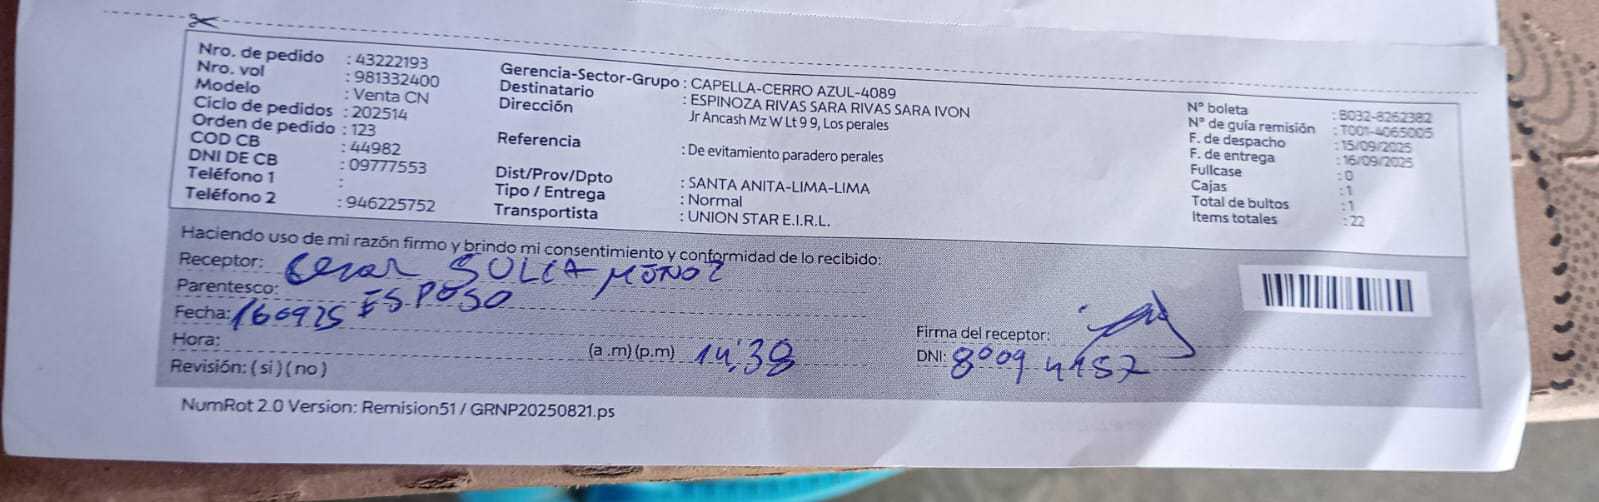 Nro. de pedido : 43222193
Nro. vol : 981332400
Modelo : Venta CN
Ciclo de pedidos : 202514
Orden de pedido : 123
COD CB : 44982
DNI DE CB : 09777553
Teléfono 1 :
Teléfono 2 : 946225752
Gerencia-Sector-Grupo : CAPELLA-CERRO AZUL-4089
Destinatario : ESPINOZA RIVAS SARA RIVAS SARA IVON
Dirección Jr Ancash Mz W Lt 9 9, Los perales
Referencia : De evitamiento paradero perales
Dist/Prov/Dpto : SANTA ANITA-LIMA-LIMA
Tipo / Entrega : Normal
Transportista : UNION STAR E.I.R.L.
N° boleta : B032-8262382
N° de guía remisión : T001-4065005
F. de despacho : 15/09/2025
F. de entrega : 16/09/2025
Fullcase : 0
Cajas : 1
Total de bultos : 1
Items totales : 22
Haciendo uso de mi razón firmo y brindo mi consentimiento y conformidad de lo recibido:
Receptor: Cesar SULCA MUÑOZ
Parentesco: ESPOSO
Fecha: 160925
Hora: (a .m) (p.m) 14:38
Revisión: ( si ) ( no )
Firma del receptor:
DNI: 80094157
NumRot 2.0 Version: Remision51 / GRNP20250821.ps